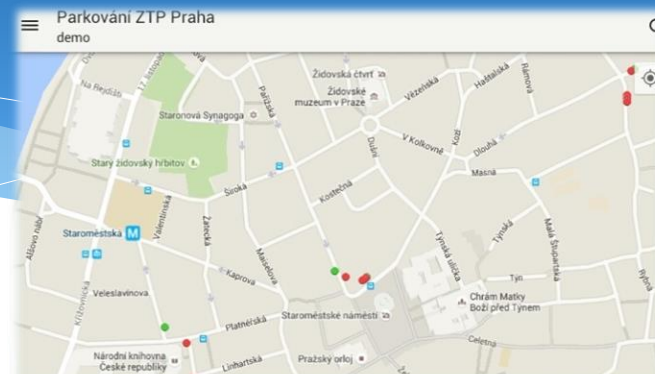 Parkování ZTP Praha
demo
Na Rejdišti
17. listopadu
Pařížská
Židovská čtvrť
Židovské
muzeum v Praze
Vězeňská
Haštalská
Rámová
Staronová Synagoga
V Kolkovně
Kozí
Dlouhá
Dušní
Starý židovský hřbitov
Masná
Široká
Kostečná
Valentinská
Žatecká
Staroměstská
M
Alšovo nábř
Maiselova
Týnská ulička
Týnská
Malá Štupartská
Kaprova
Týn
Rybná
Veleslavínova
Křižovnická
Chrám Matky
Boží před Týnem
Staroměstské náměstí
Platnéřská
Celetná
Národní knihovna
České republiky
Linhartská
Pražský orloj